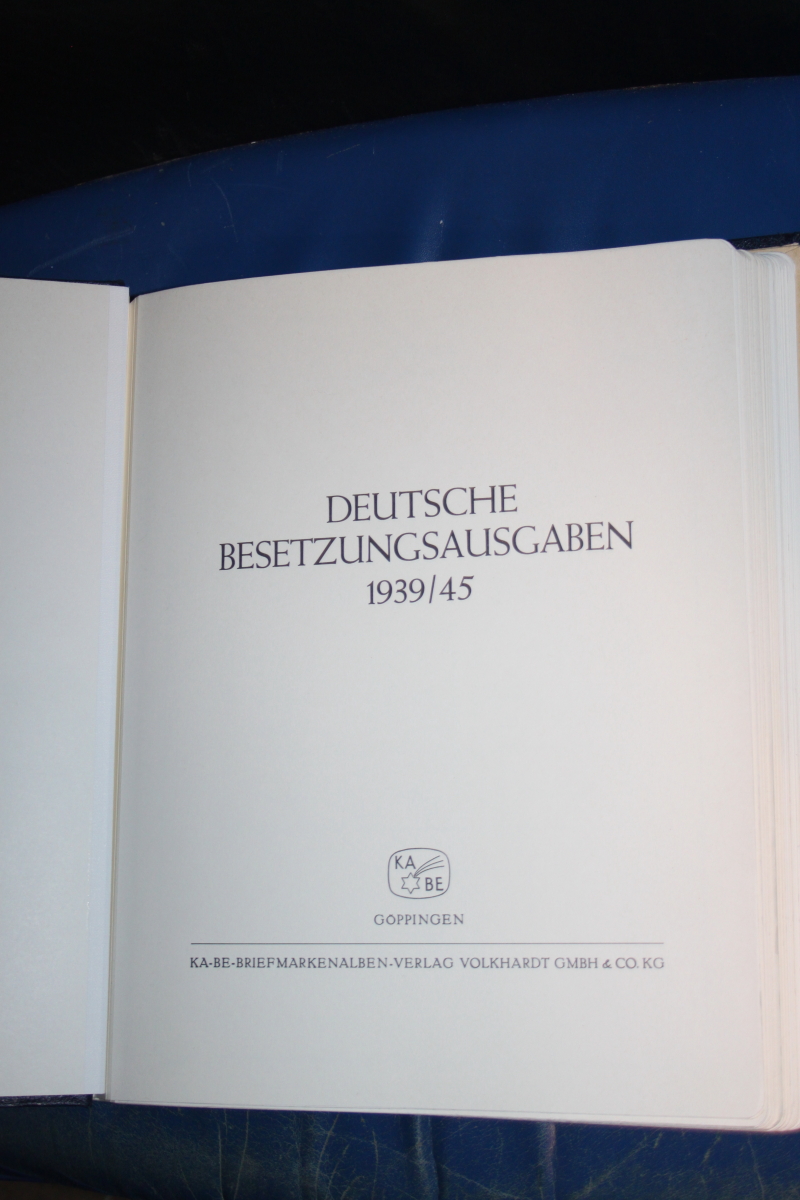 DEUTSCHE
BESETZUNGSAUSGABEN
1939/45
KA
BE
GÖPPINGEN
KA-BE-BRIEFMARKENALBEN-VERLAG VOLKHARDT GMBH & CO. KG